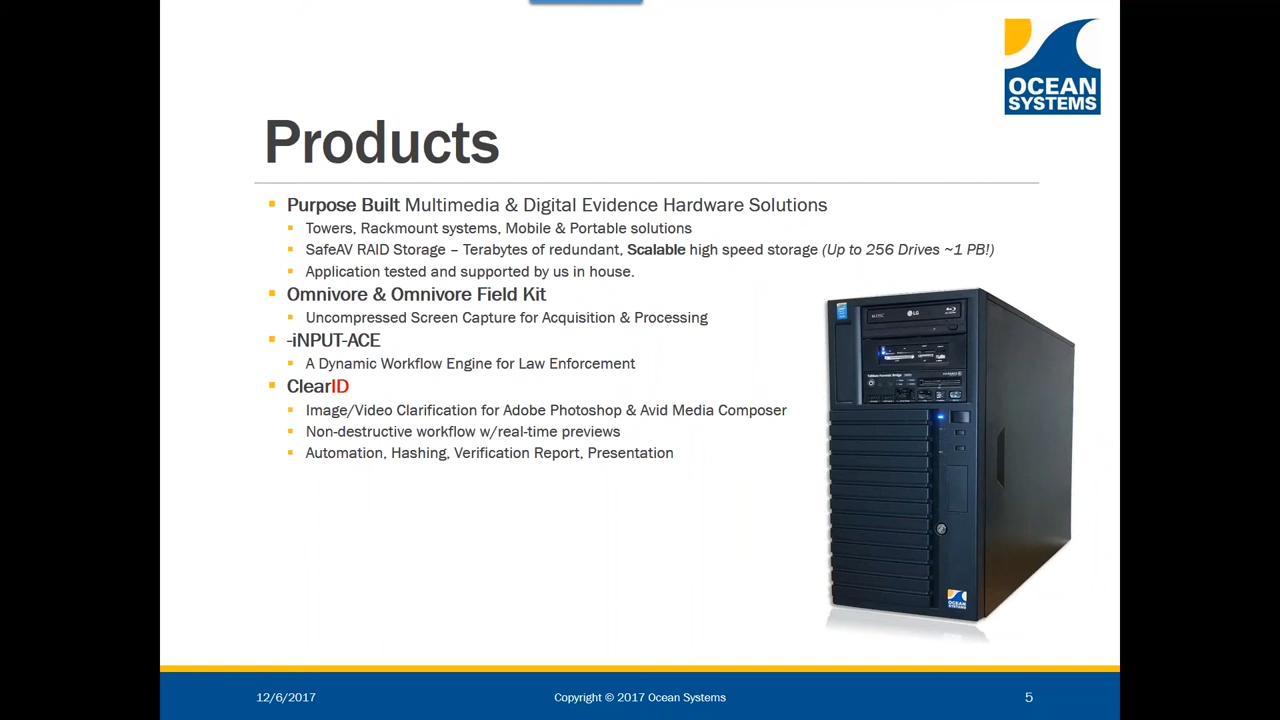 OCEAN
SYSTEMS
Products
Purpose Built Multimedia & Digital Evidence Hardware Solutions
Towers, Rackmount systems, Mobile & Portable solutions
SafeAV RAID Storage – Terabytes of redundant, Scalable high speed storage (Up to 256 Drives ~1 PB!)
Application tested and supported by us in house.
Omnivore & Omnivore Field Kit
Uncompressed Screen Capture for Acquisition & Processing
-iNPUT-ACE
A Dynamic Workflow Engine for Law Enforcement
ClearID
Image/Video Clarification for Adobe Photoshop & Avid Media Composer
Non-destructive workflow w/real-time previews
Automation, Hashing, Verification Report, Presentation
LG
OCEAN
SYSTEMS
12/6/2017
Copyright © 2017 Ocean Systems
5